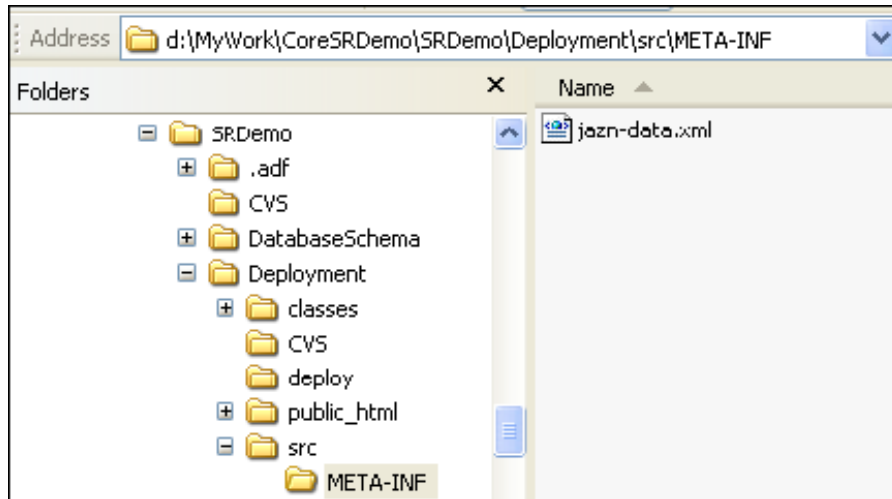 Address d:\MyWork\CoreSRDemo\SRDemo\Deployment\src\META-INF
Folders
Name
SRDemo
.adf
CVS
DatabaseSchema
Deployment
classes
CVS
deploy
public_html
src
META-INF
jazn-data.xml